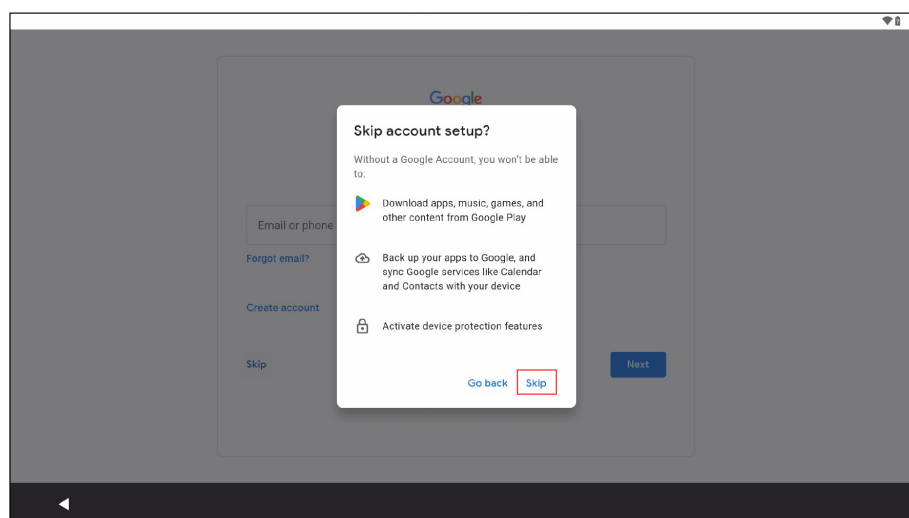 Google
Skip account setup?
Without a Google Account, you won't be able
to:
Download apps, music, games, and
other content from Google Play
Email or phone
Forgot email?
Back up your apps to Google, and
sync Google services like Calendar
and Contacts with your device
Create account
Activate device protection features
Skip
Next
Go back Skip